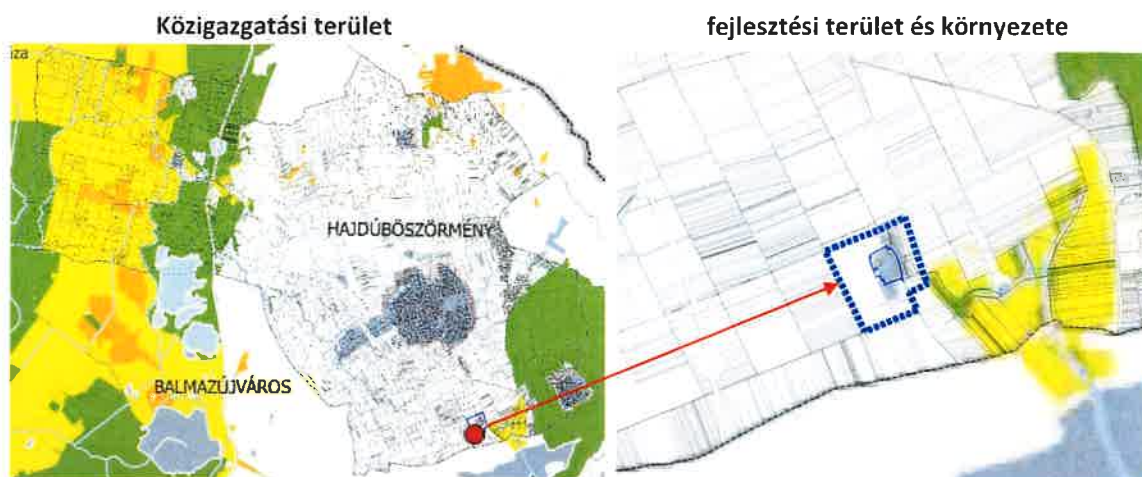 Közigazgatási terület
fejlesztési terület és környezete
HAJDÚBÖSZÖRMÉNY
BALMAZÚJVÁROS